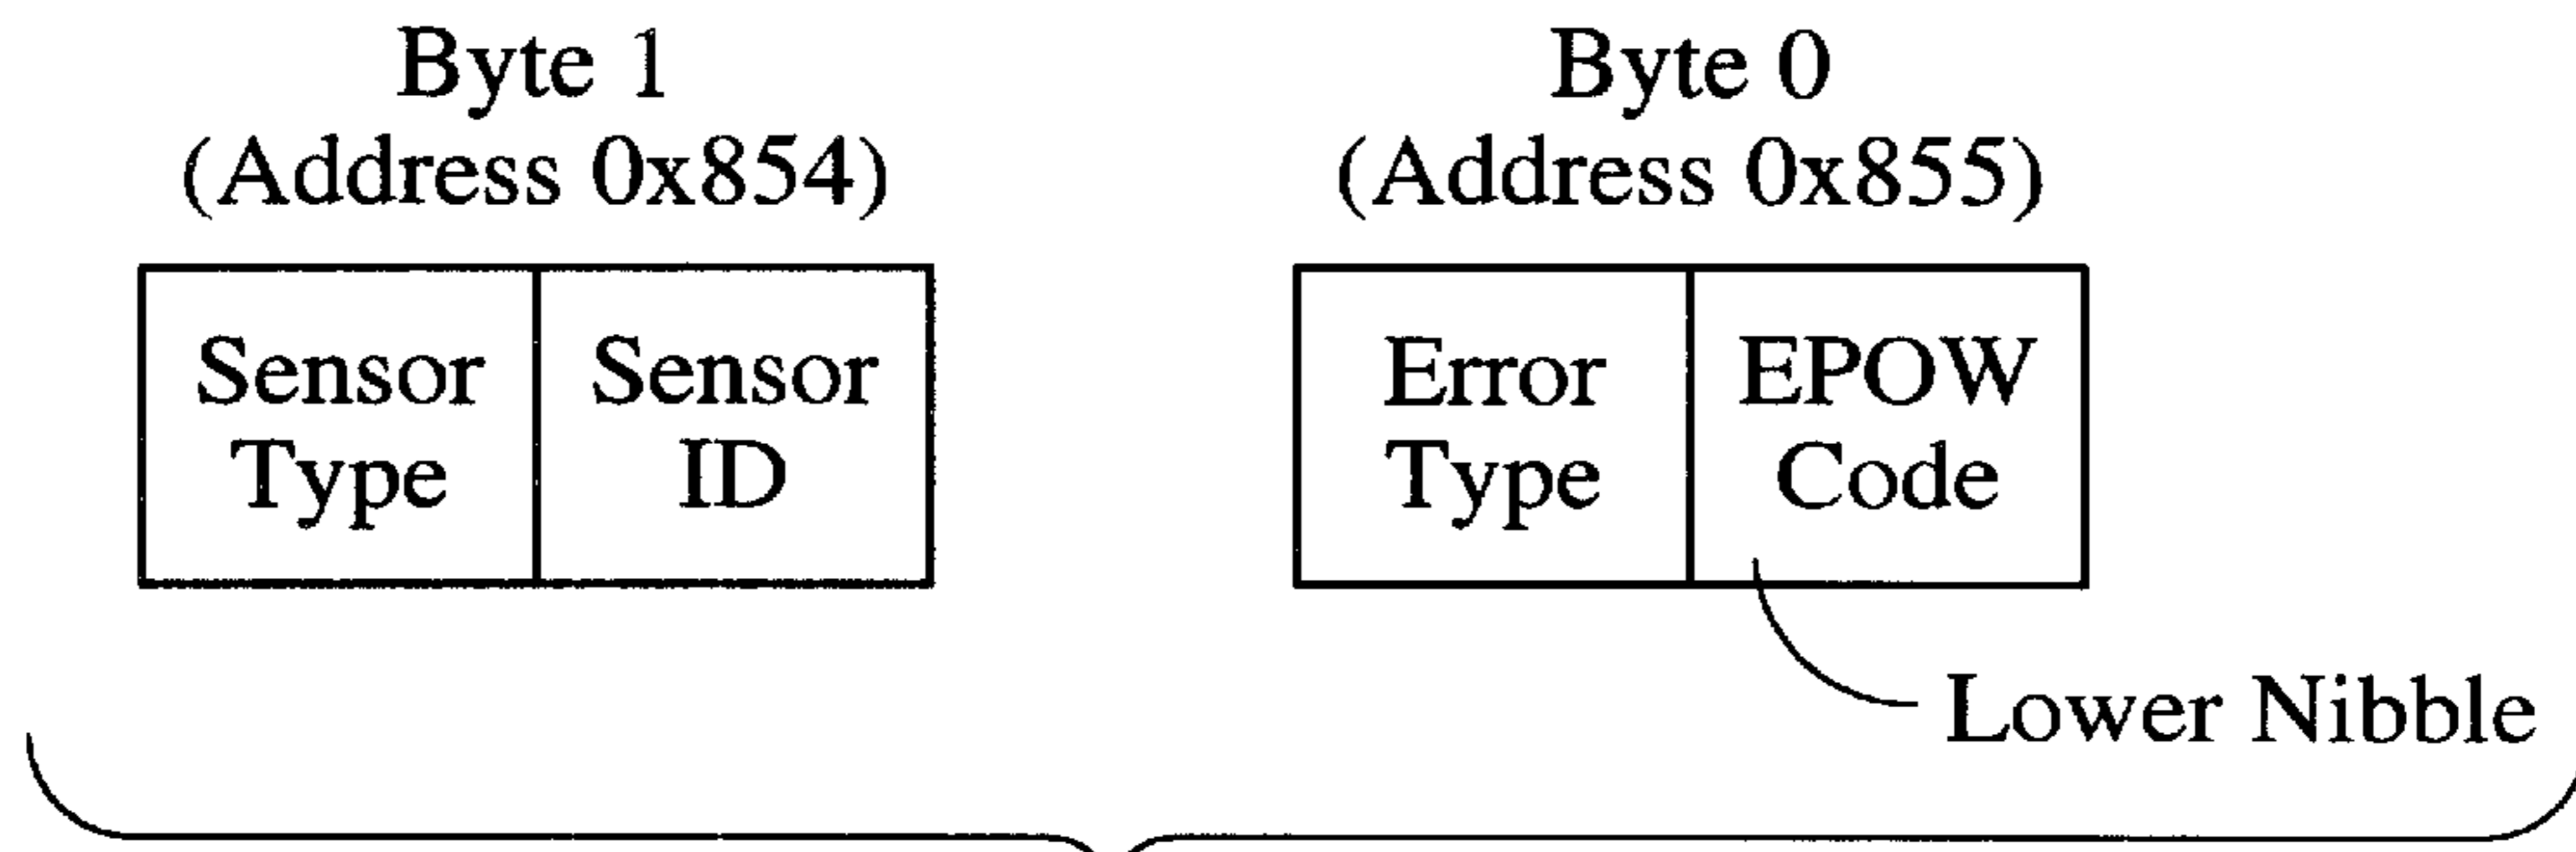 Byte 1
(Address 0x854)
Byte 0
(Address 0x855)
Sensor
Type
Sensor
ID
Error
Type
EPOW
Code
Lower Nibble